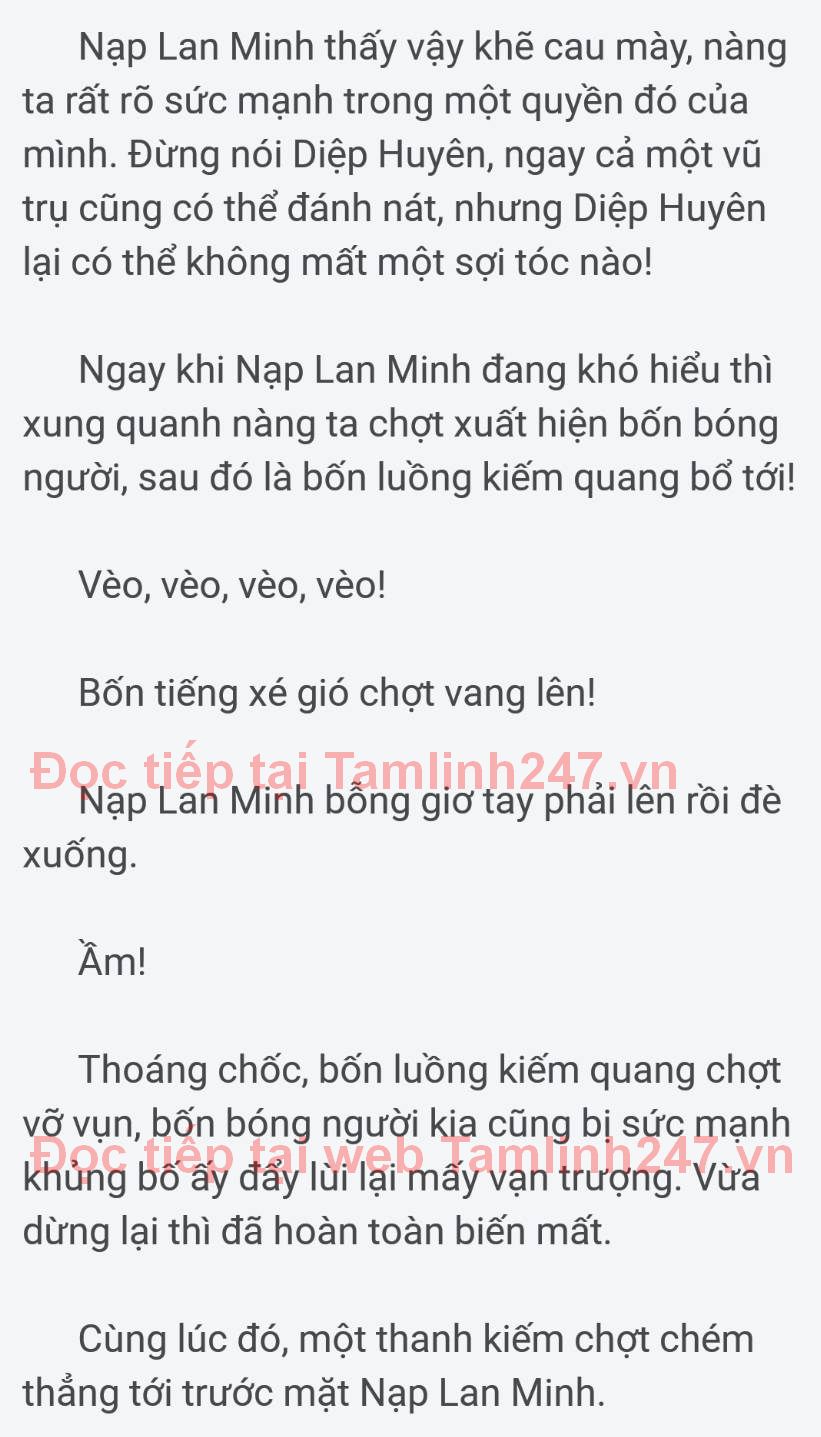 Nạp Lan Minh thấy vậy khẽ cau mày, nàng
ta rất rõ sức mạnh trong một quyền đó của
mình. Đừng nói Diệp Huyên, ngay cả một vũ
trụ cũng có thể đánh nát, nhưng Diệp Huyên
lại có thể không mất một sợi tóc nào!
Ngay khi Nạp Lan Minh đang khó hiểu thì
xung quanh nàng ta chợt xuất hiện bốn bóng
người, sau đó là bốn luồng kiếm quang bổ tới!
Vèo, vèo, vèo, vèo!
Bốn tiếng xé gió chợt vang lên!
Đọc tiếp tại Tamlinh247.vn
Nạp Lan Minh bỗng giơ tay phải lên rồi đè
xuống.
Ầm!
Thoáng chốc, bốn luồng kiếm quang chợt
vỡ vụn, bốn bóng người kia cũng bị sức mạnh
Đọc tiếp tại web Tamlinh247.vn
khủng bố ấy đẩy lùi lại mấy vạn trượng. Vừa
dừng lại thì đã hoàn toàn biến mất.
Cùng lúc đó, một thanh kiếm chợt chém
thẳng tới trước mặt Nạp Lan Minh.